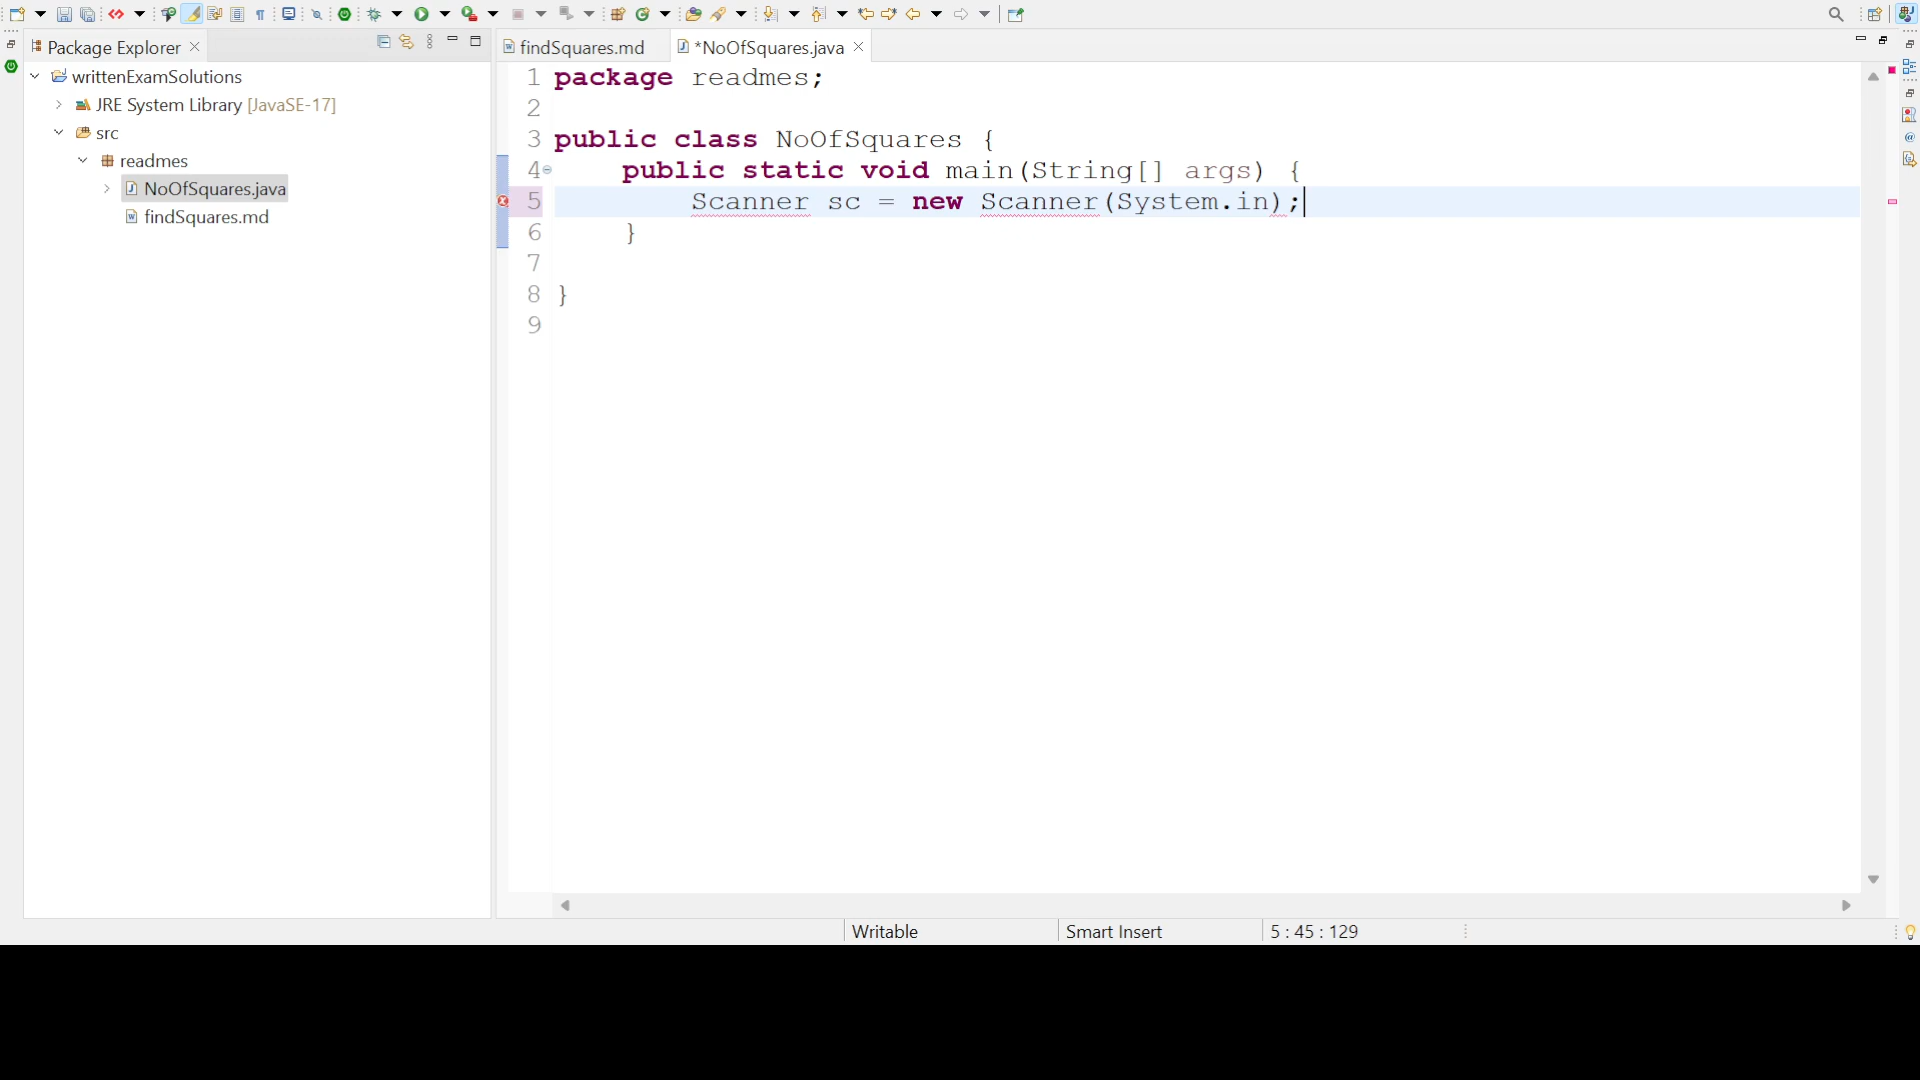 Package Explorer
writtenExamSolutions
JRE System Library [JavaSE-17]
src
readmes
NoOfSquares.java
findSquares.md
findSquares.md
*NoOfSquares.java
1 package readmes;
2
3 public class NoOfSquares {
4 public static void main(String[] args) {
5 Scanner sc = new Scanner(System.in);
6 }
7
8 }
9
Writable
Smart Insert
5 : 45 : 129